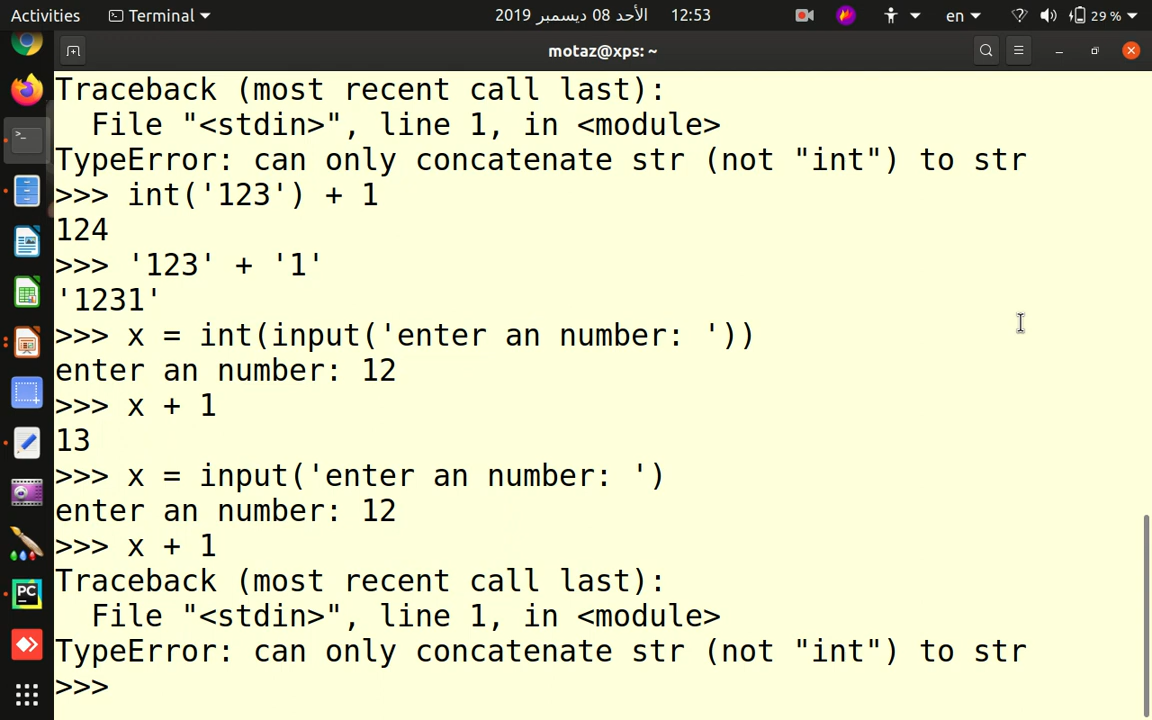 Activities Terminal الأحد 08 ديسمبر 2019 12:53 en 29 %
motaz@xps: ~
Traceback (most recent call last):
  File "<stdin>", line 1, in <module>
TypeError: can only concatenate str (not "int") to str
>>> int('123') + 1
124
>>> '123' + '1'
'1231'
>>> x = int(input('enter an number: '))
enter an number: 12
>>> x + 1
13
>>> x = input('enter an number: ')
enter an number: 12
>>> x + 1
Traceback (most recent call last):
  File "<stdin>", line 1, in <module>
TypeError: can only concatenate str (not "int") to str
>>>
PC